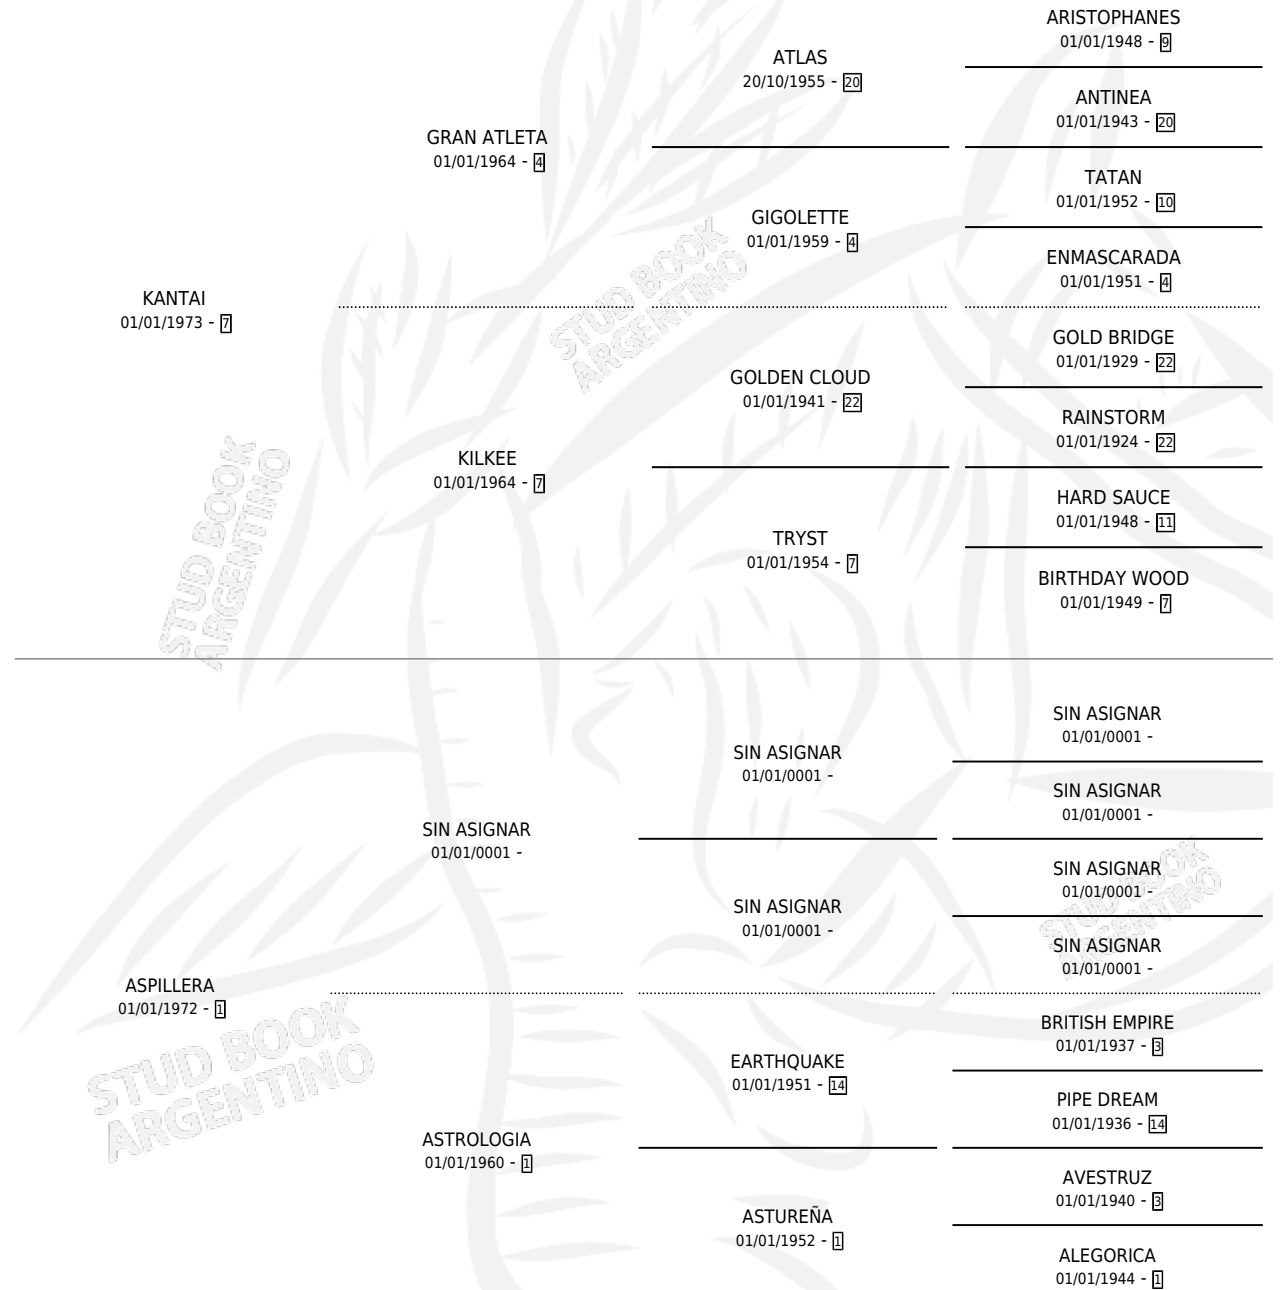 ARISTOPHANES
01/01/1948 - 9
ATLAS
20/10/1955 - 20
ANTINEA
01/01/1943 - 20
GRAN ATLETA
01/01/1964 - 4
TATAN
01/01/1952 - 10
GIGOLETTE
01/01/1959 - 4
ENMASCARADA
01/01/1951 - 4
KANTAI
01/01/1973 - 7
GOLD BRIDGE
01/01/1929 - 22
GOLDEN CLOUD
01/01/1941 - 22
RAINSTORM
01/01/1924 - 22
KILKEE
01/01/1964 - 7
HARD SAUCE
01/01/1948 - 11
TRYST
01/01/1954 - 7
BIRTHDAY WOOD
01/01/1949 - 7
SIN ASIGNAR
01/01/0001 -
SIN ASIGNAR
01/01/0001 -
SIN ASIGNAR
01/01/0001 -
SIN ASIGNAR
01/01/0001 -
SIN ASIGNAR
01/01/0001 -
SIN ASIGNAR
01/01/0001 -
SIN ASIGNAR
01/01/0001 -
ASPILLERA
01/01/1972 - 1
BRITISH EMPIRE
01/01/1937 - 3
EARTHQUAKE
01/01/1951 - 14
PIPE DREAM
01/01/1936 - 14
ASTROLOGIA
01/01/1960 - 1
AVESTRUZ
01/01/1940 - 3
ASTUREÑA
01/01/1952 - 1
ALEGORICA
01/01/1944 - 1
STUD BOOK
ARGENTINO
STUD BOOK
ARGENTINO
STUD BOOK
ARGENTINO
STUD BOOK
ARGENTINO